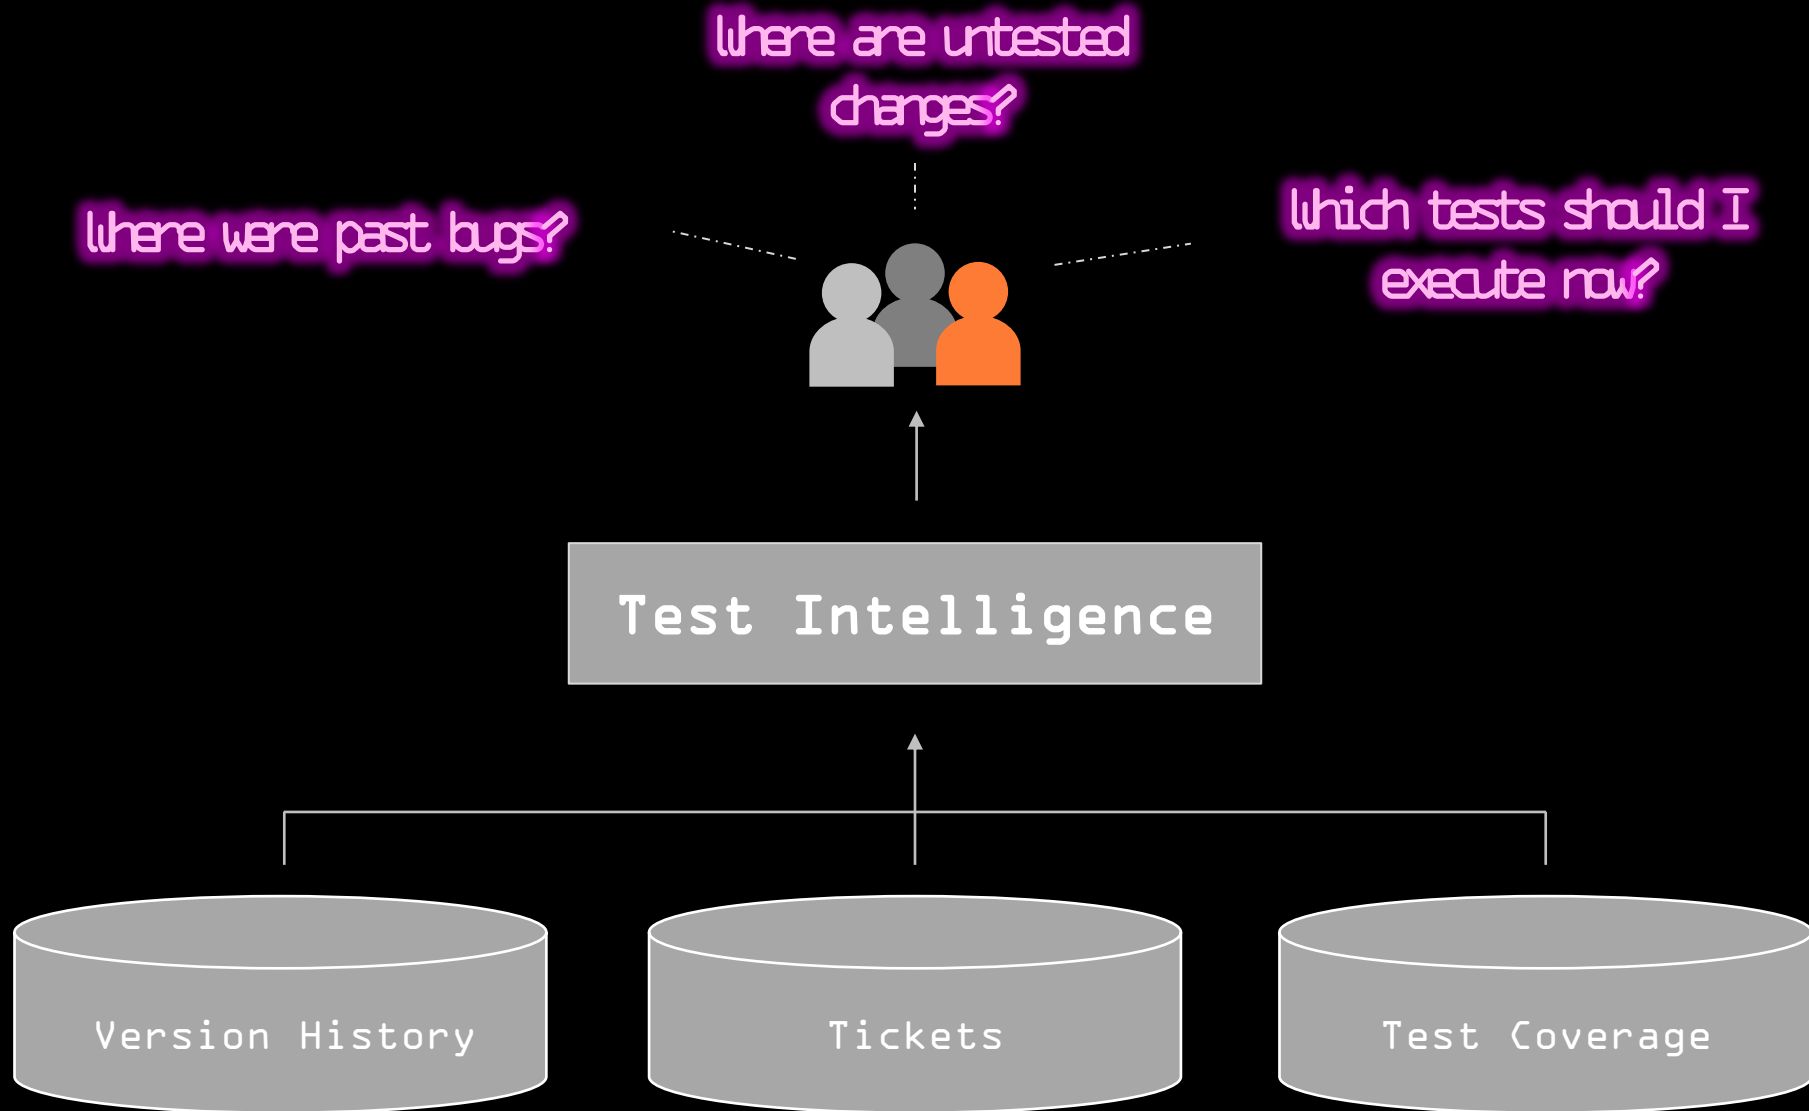 Where are untested
changes?
Where were past bugs?
Which tests should I
execute now?
Test Intelligence
Version History
Tickets
Test Coverage